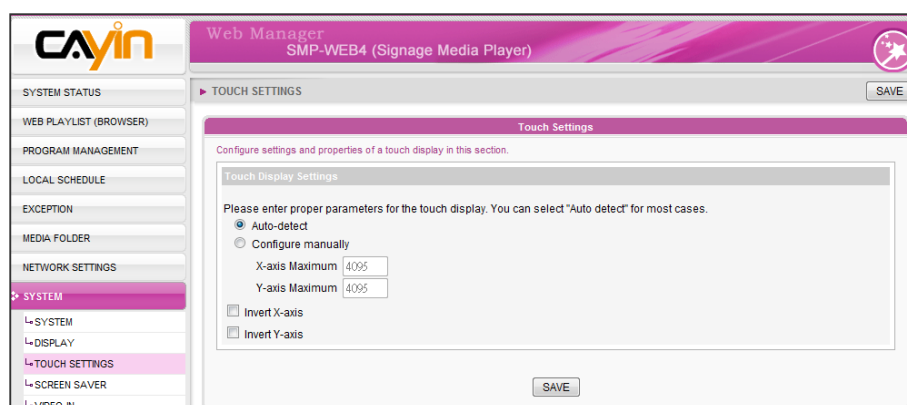 CAYIN
Web Manager
SMP-WEB4 (Signage Media Player)
SYSTEM STATUS
WEB PLAYLIST (BROWSER)
PROGRAM MANAGEMENT
LOCAL SCHEDULE
EXCEPTION
MEDIA FOLDER
NETWORK SETTINGS
SYSTEM
SYSTEM
DISPLAY
TOUCH SETTINGS
SCREEN SAVER
VIDEO IN
TOUCH SETTINGS
SAVE
Touch Settings
Configure settings and properties of a touch display in this section.
Touch Display Settings
Please enter proper parameters for the touch display. You can select "Auto detect" for most cases.
Auto-detect
Configure manually
X-axis Maximum 4095
Y-axis Maximum 4095
Invert X-axis
Invert Y-axis
SAVE